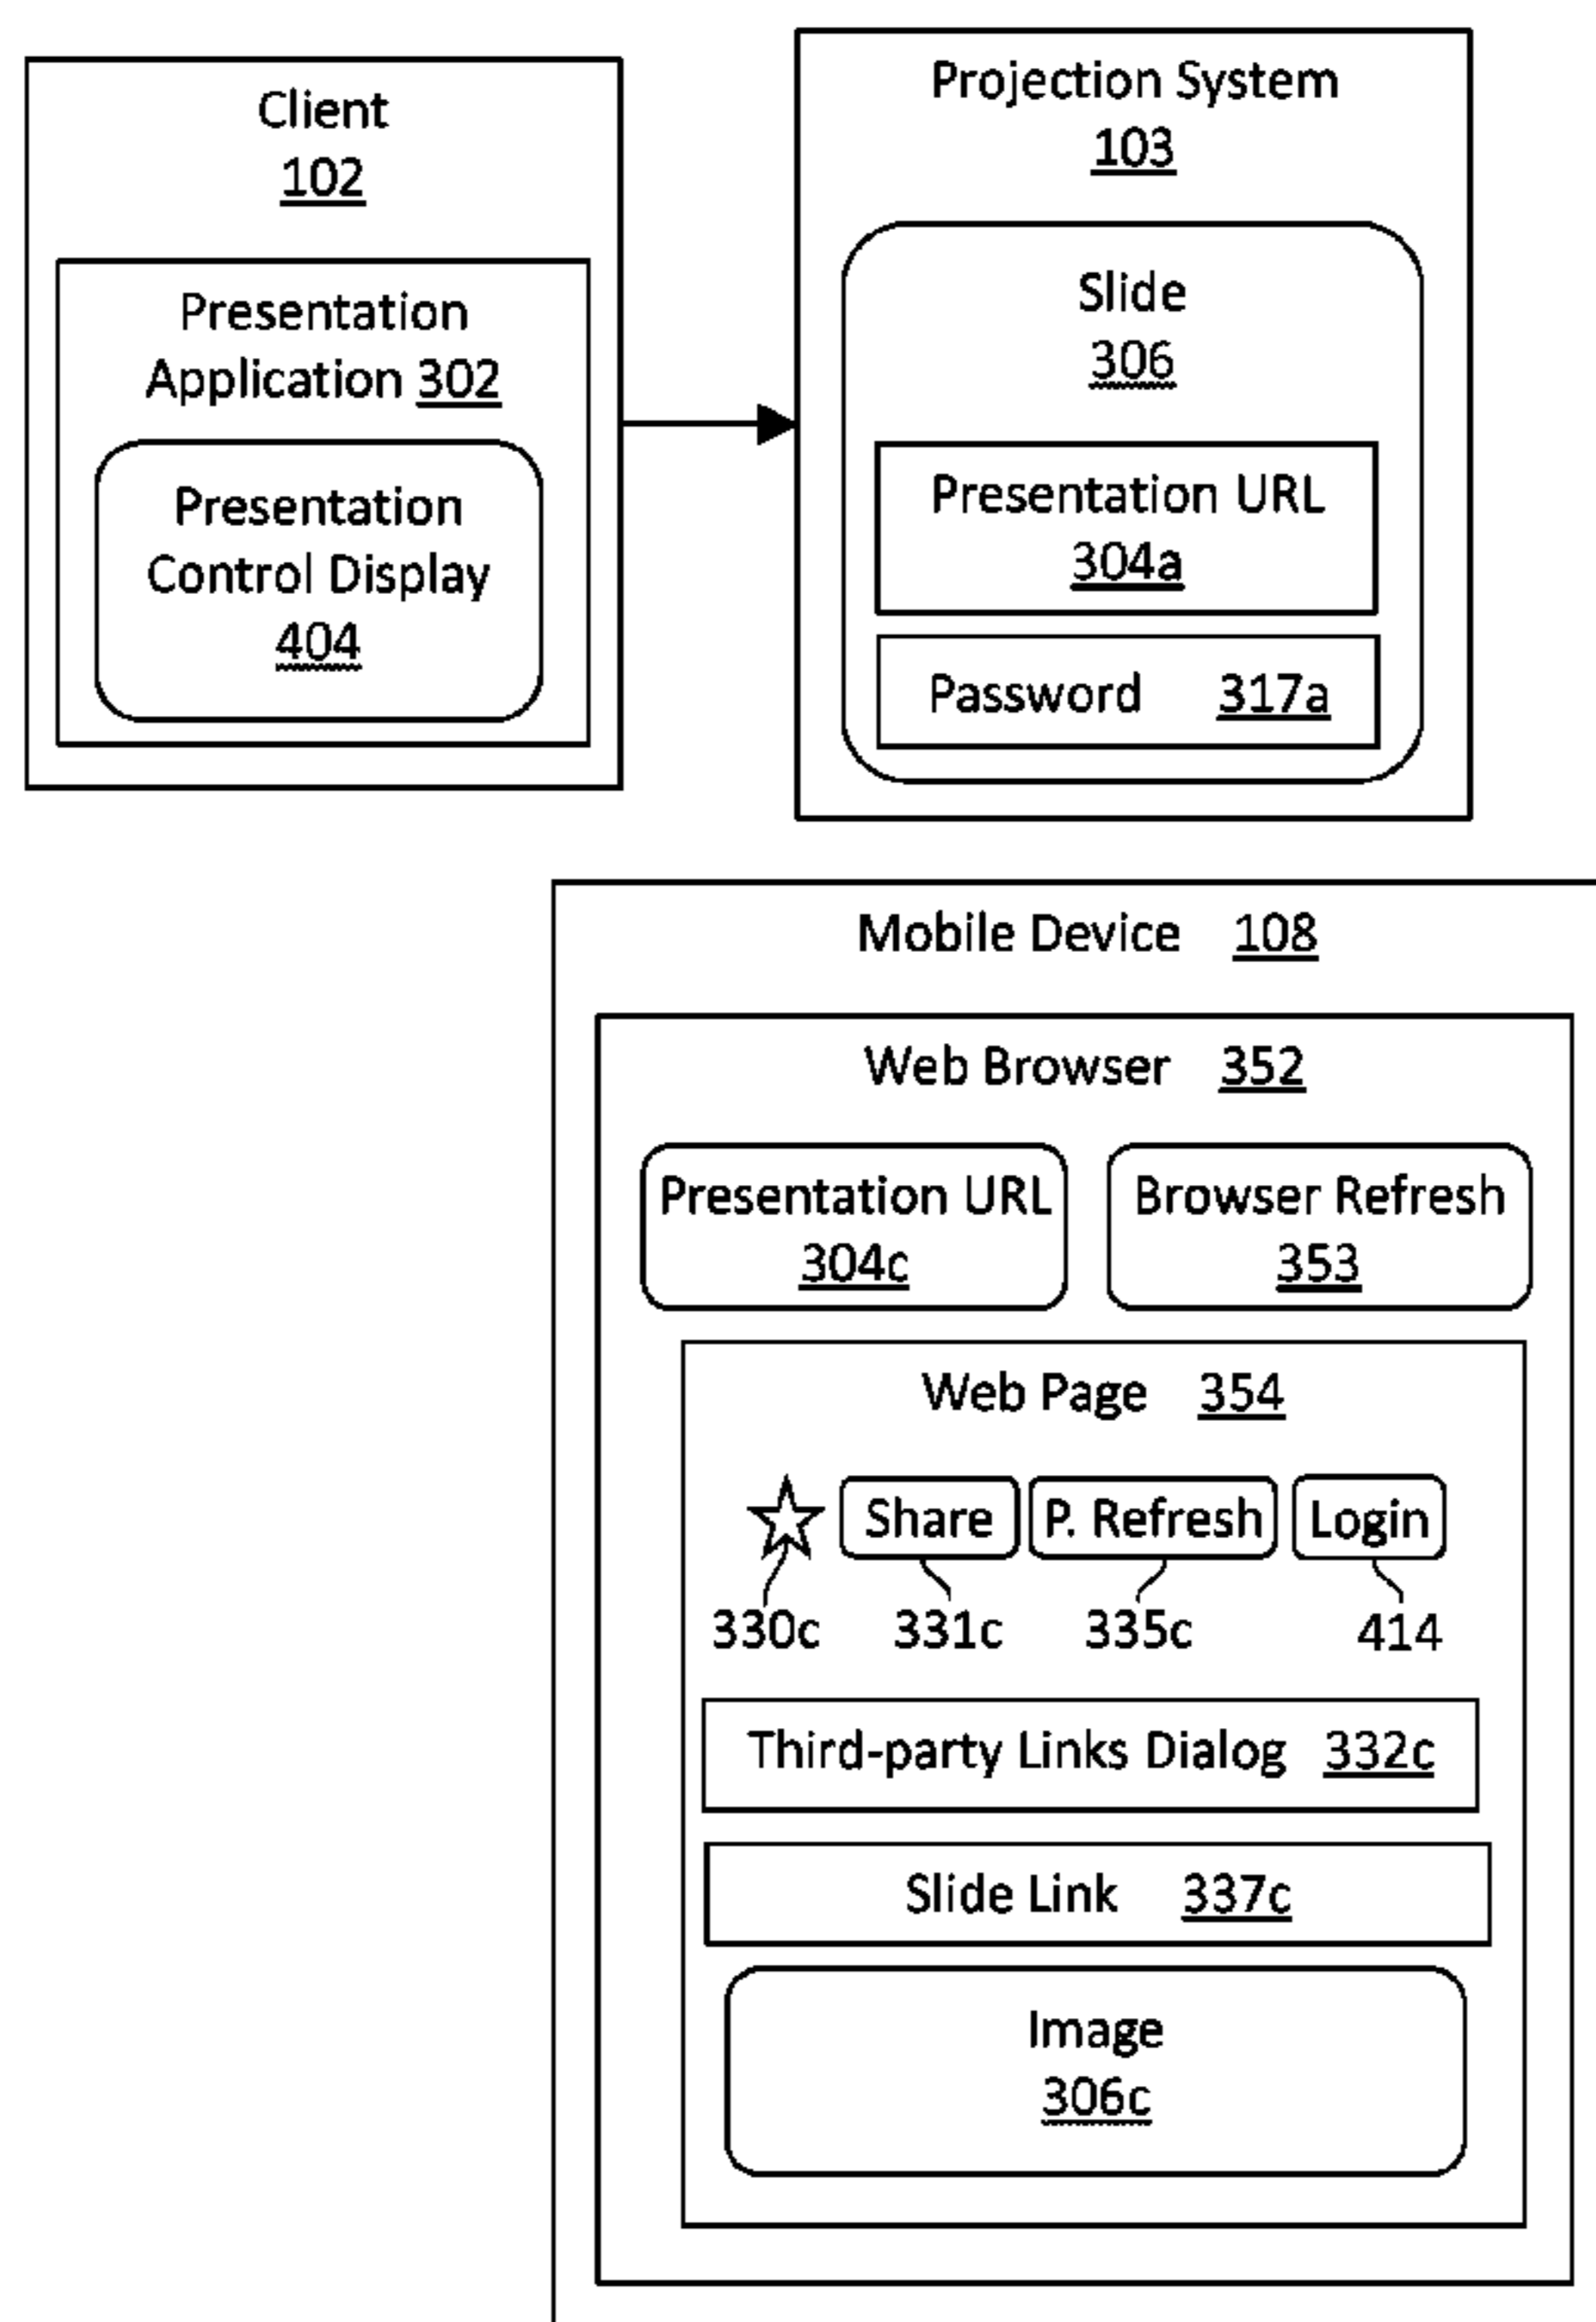 Client
102
Presentation
Application 302
Presentation
Control Display
404
Projection System
103
Slide
306
Presentation URL
304a
Password 317a
Mobile Device 108
Web Browser 352
Presentation URL
304c
Browser Refresh
353
Web Page 354
Share P. Refresh Login
330c 331c 335c 414
Third-party Links Dialog 332c
Slide Link 337c
Image
306c